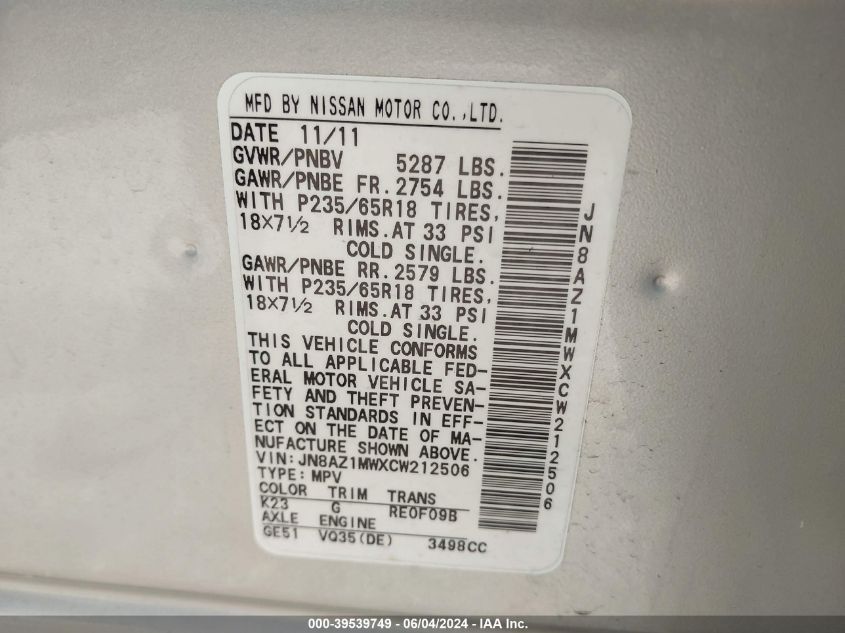 MFD BY NISSAN MOTOR CO.,LTD.
DATE 11/11
GVWR/PNBV 5287 LBS.
GAWR/PNBE FR. 2754 LBS.
WITH P235/65R18 TIRES,
18X7½ RIMS.AT 33 PSI
COLD SINGLE.
GAWR/PNBE RR. 2579 LBS.
WITH P235/65R18 TIRES,
18X7½ RIMS.AT 33 PSI
COLD SINGLE.
THIS VEHICLE CONFORMS
TO ALL APPLICABLE FED-
ERAL MOTOR VEHICLE SA-
FETY AND THEFT PREVEN-
TION STANDARDS IN EFF-
ECT ON THE DATE OF MA-
NUFACTURE SHOWN ABOVE.
VIN:JN8AZ1MWXCW212506
TYPE:MPV
COLOR TRIM TRANS
K23 G RE0F09B
AXLE ENGINE
GE51 VQ35(DE) 3498CC
JN8AZ1MWXCW212506
000-39539749 - 06/04/2024 - IAA Inc.